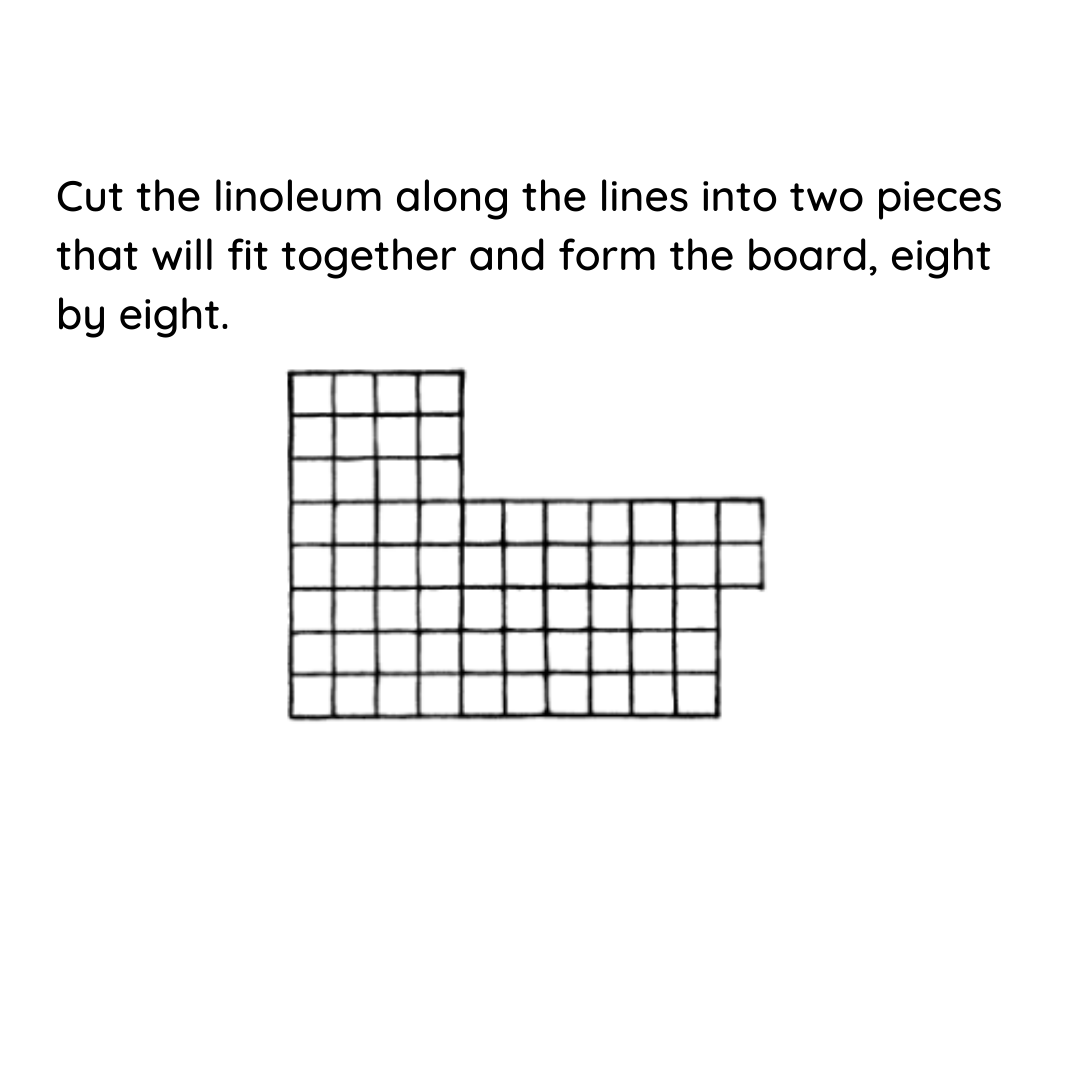 Cut the linoleum along the lines into two pieces
that will fit together and form the board, eight
by eight.